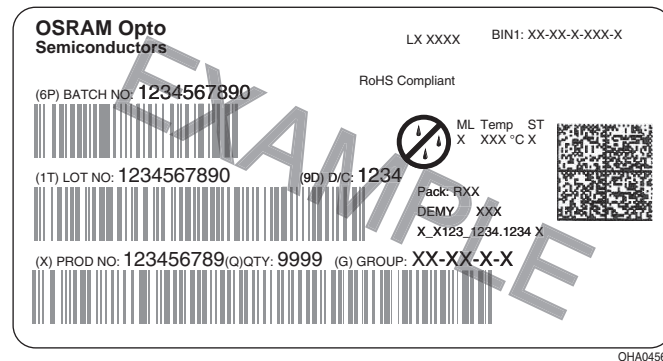 OSRAM Opto
Semiconductors
LX XXXX
BIN1: XX-XX-X-XXX-X
RoHS Compliant
(6P) BATCH NO: 1234567890
ML Temp ST
X XXX °C X
(1T) LOT NO: 1234567890 (9D) D/C: 1234
Pack: RXX
DEMY XXX
X_X123_1234.1234 X
(X) PROD NO: 123456789(Q)QTY: 9999 (G) GROUP: XX-XX-X-X
EXAMPLE
OHA0456